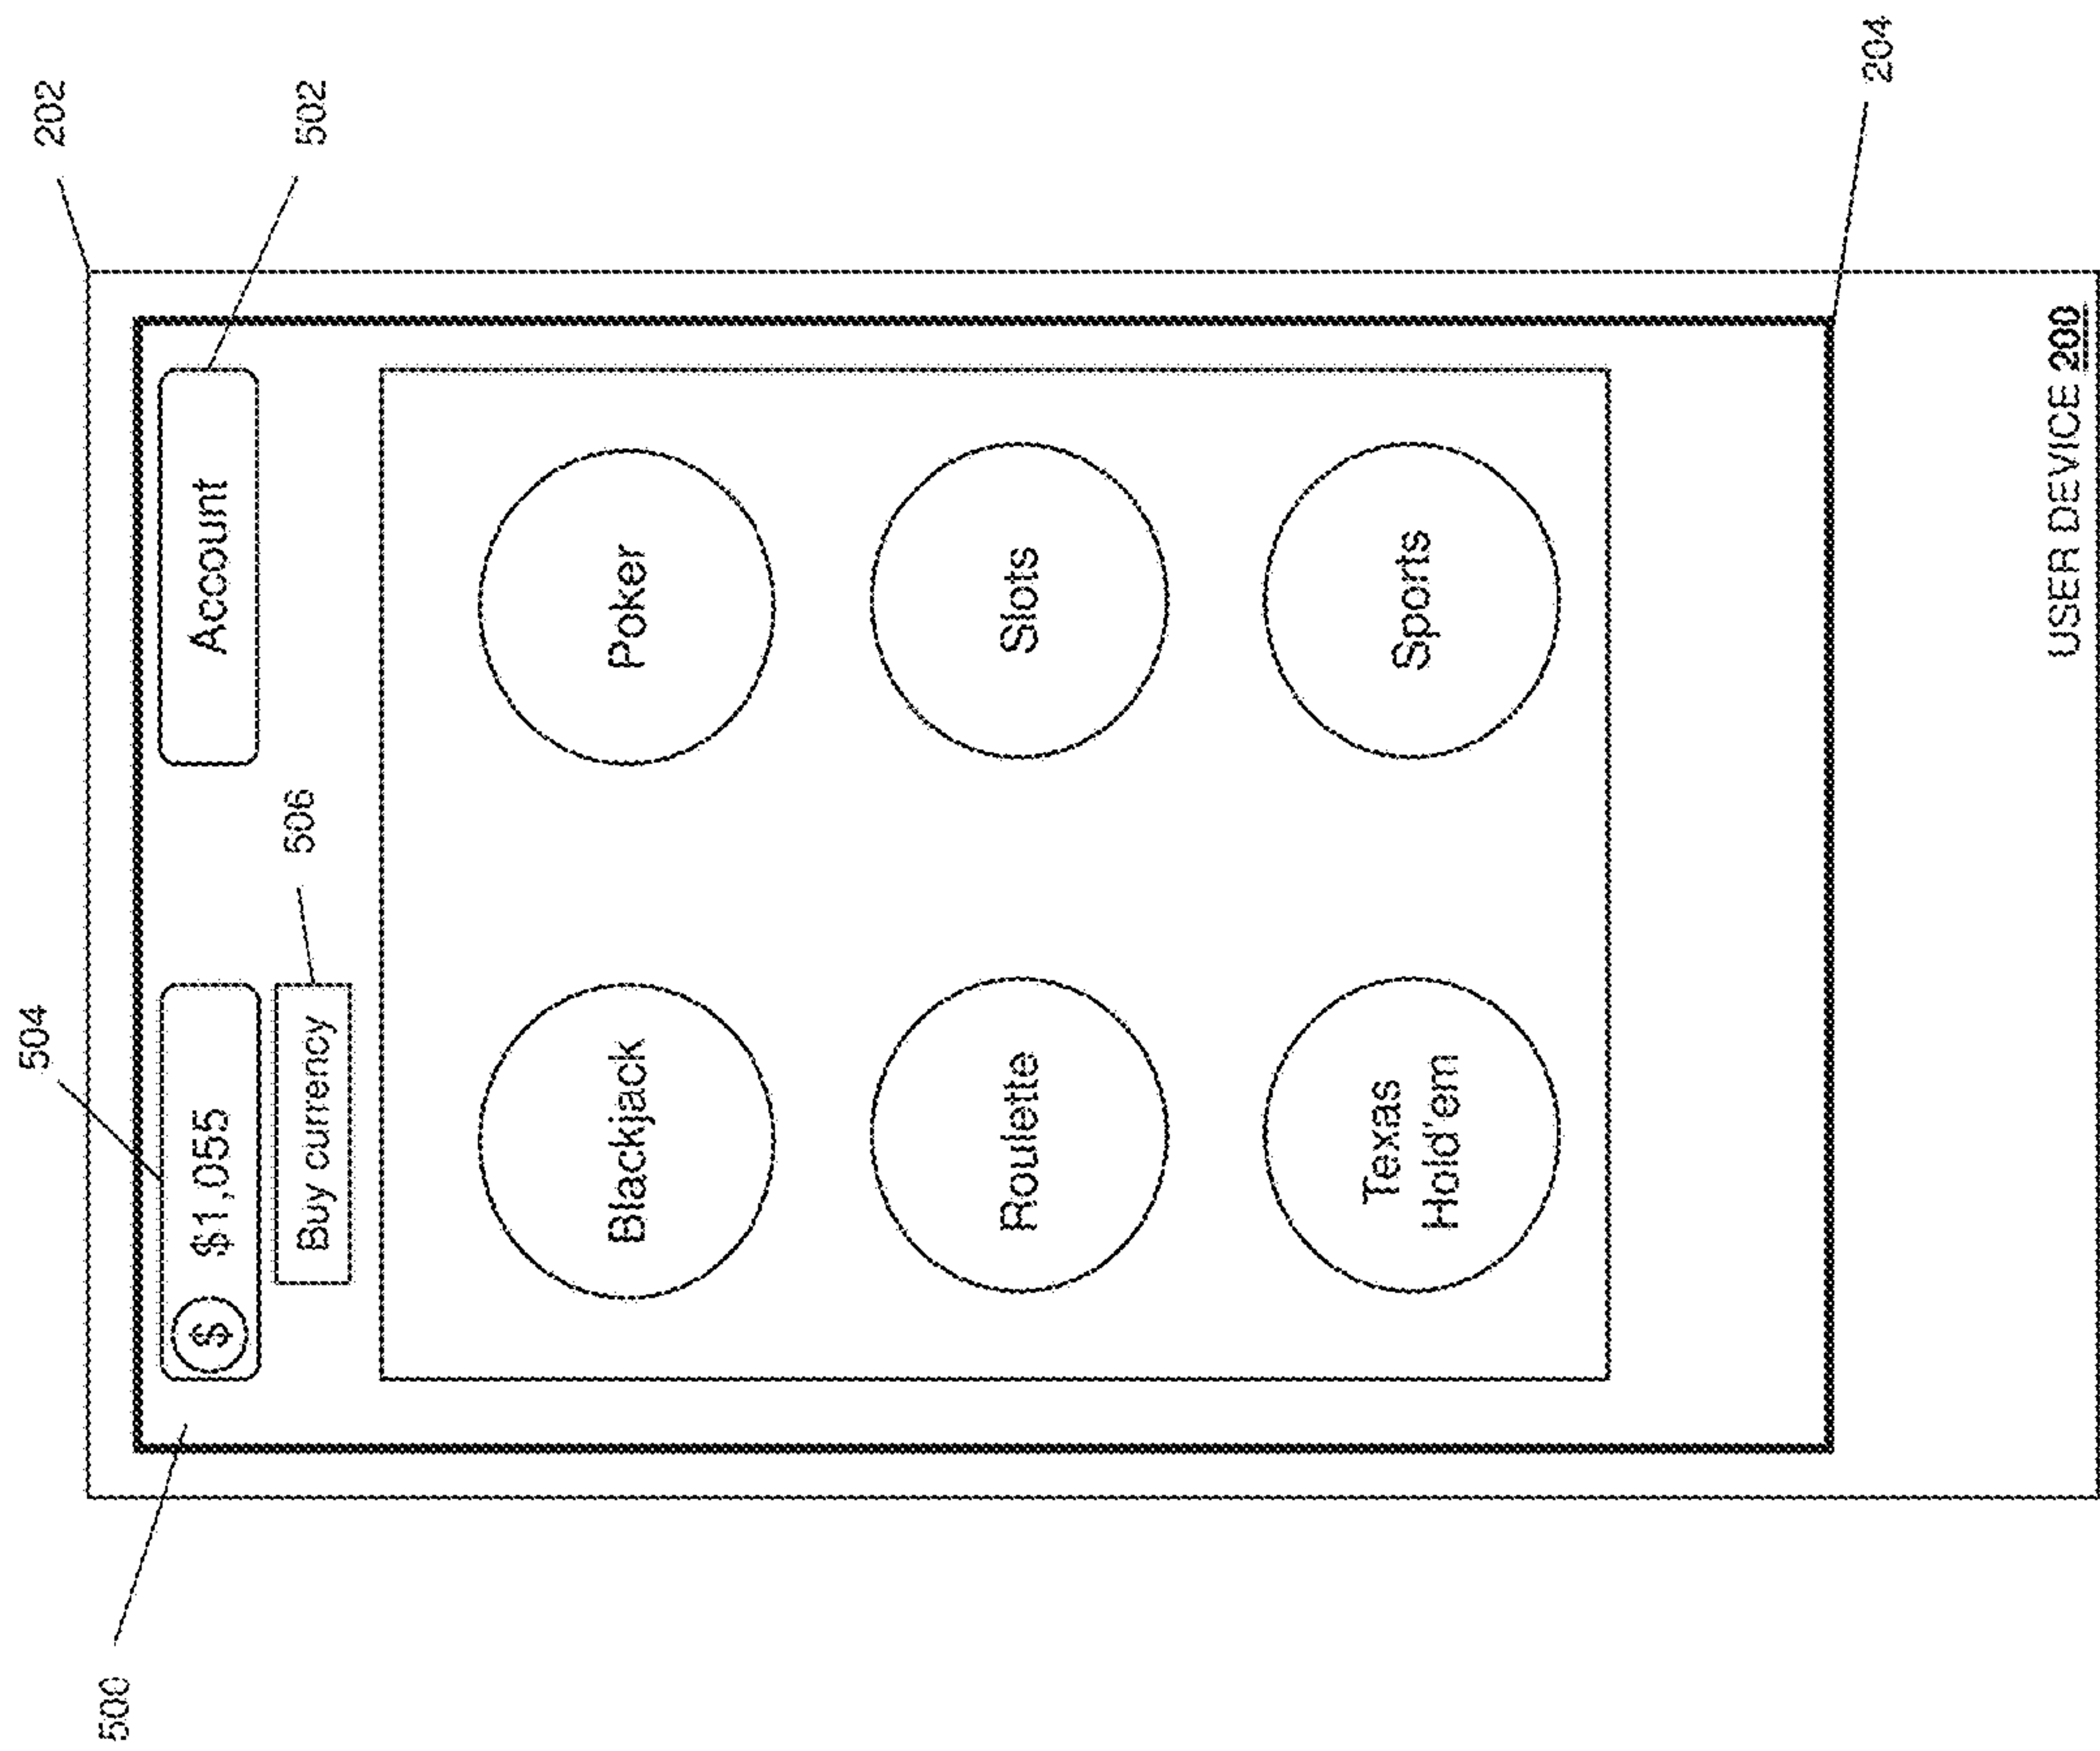 202
504
502
$ $1,055
Account
506
Buy currency
500
Blackjack
Poker
Roulette
Slots
Texas
Hold'em
Sports
204
USER DEVICE 200